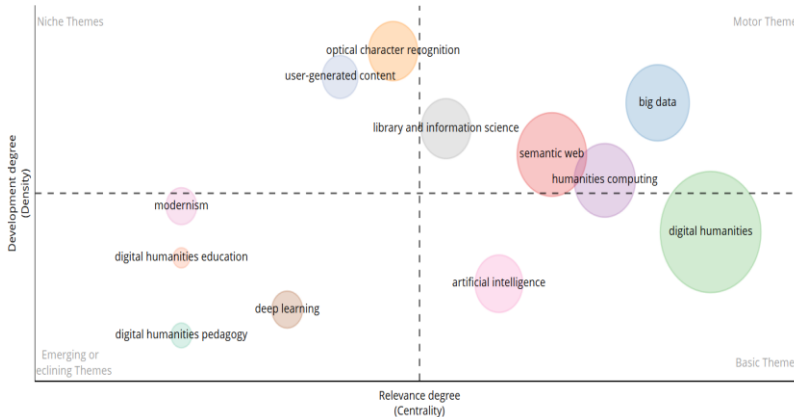 Niche Themes
Motor Theme
optical character recognition
user-generated content
big data
library and information science
semantic web
humanities computing
modernism
digital humanities
digital humanities education
artificial intelligence
deep learning
digital humanities pedagogy
Emerging or
eclining Themes
Basic Theme
Development degree
(Density)
Relevance degree
(Centrality)